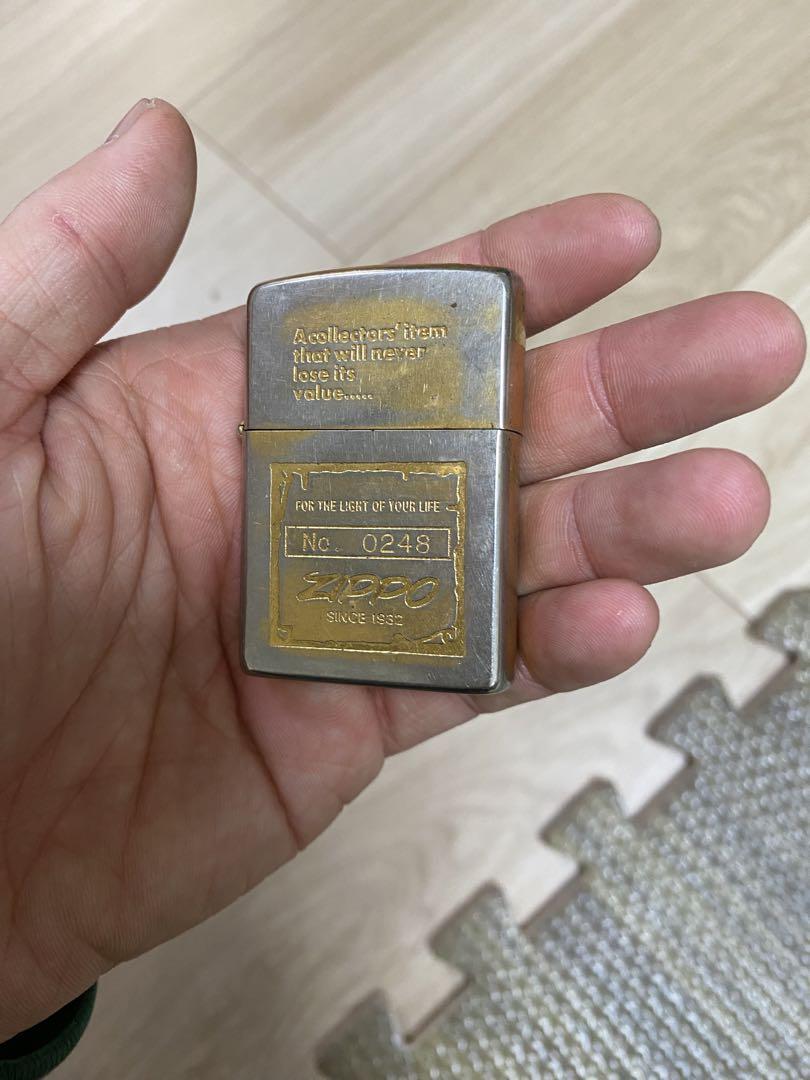 A collectors' item
that will never
lose its
value.....
FOR THE LIGHT OF YOUR LIFE
No. 0248
ZIPPO
SINCE 1932